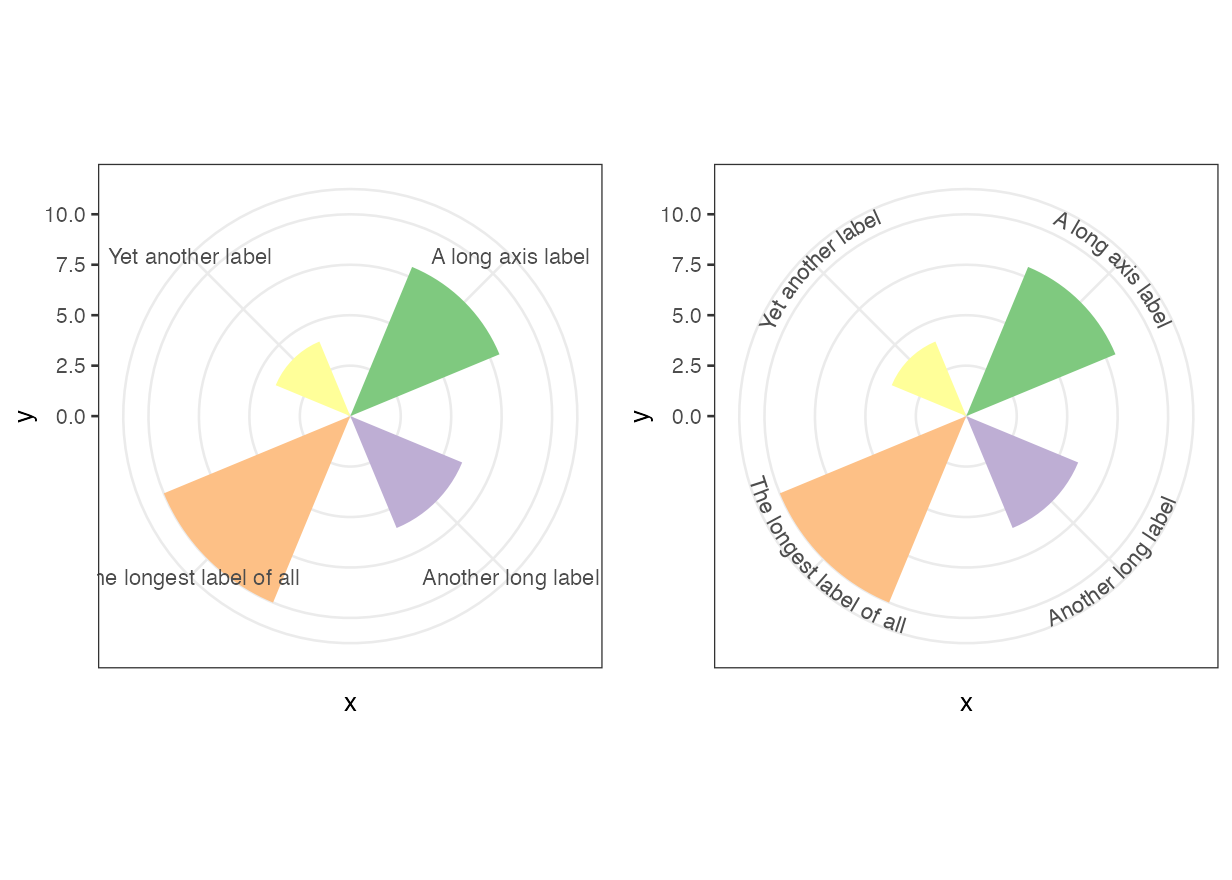 10.0
7.5
5.0
2.5
0.0
y
Yet another label
A long axis label
he longest label of all
Another long label
x
10.0
7.5
5.0
2.5
0.0
y
Yet another label
A long axis label
The longest label of all
Another long label
x